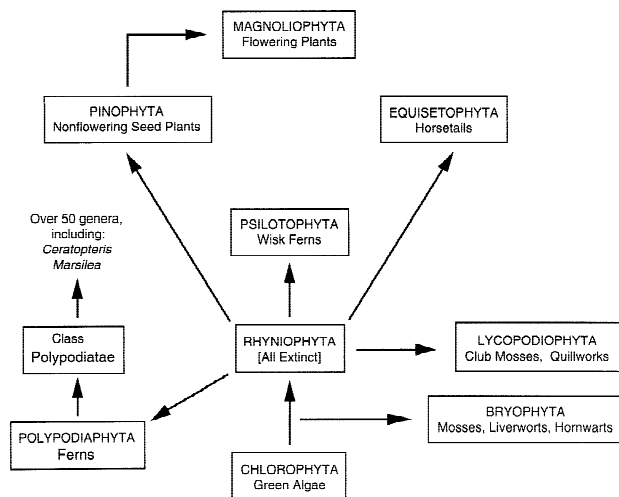 MAGNOLIOPHYTA
Flowering Plants
PINOPHYTA
Nonflowering Seed Plants
EQUISETOPHYTA
Horsetails
Over 50 genera,
including:
Ceratopteris
Marsilea
PSILOTOPHYTA
Wisk Ferns
Class
Polypodiatae
RHYNIOPHYTA
[All Extinct]
LYCOPODIOPHYTA
Club Mosses, Quillworks
BRYOPHYTA
Mosses, Liverworts, Hornwarts
POLYPODIAPHYTA
Ferns
CHLOROPHYTA
Green Algae